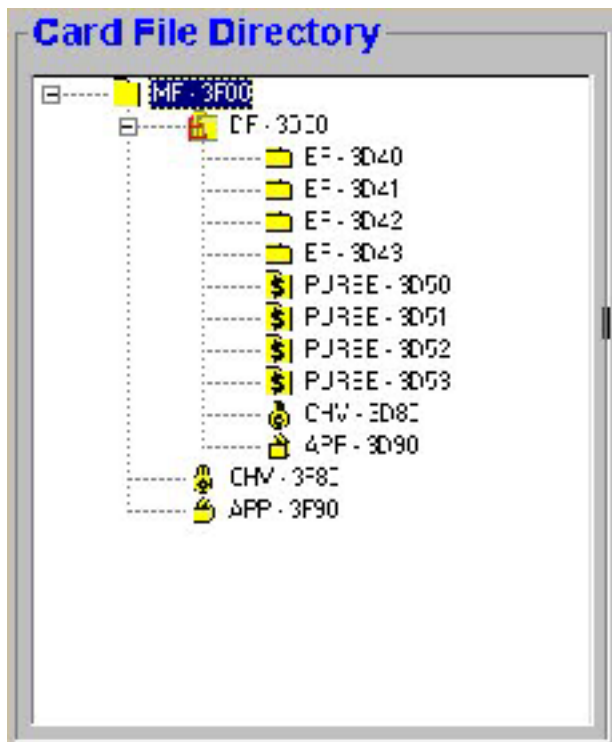 Card File Directory
MF - 3F00
DF - 3D00
EF - 3D40
EF - 3D41
EF - 3D42
EF - 3D43
PURSE - 3D50
PURSE - 3D51
PURSE - 3D52
PURSE - 3D53
CHV - 3D80
APP - 3D90
CHV - 3F80
APP - 3F90